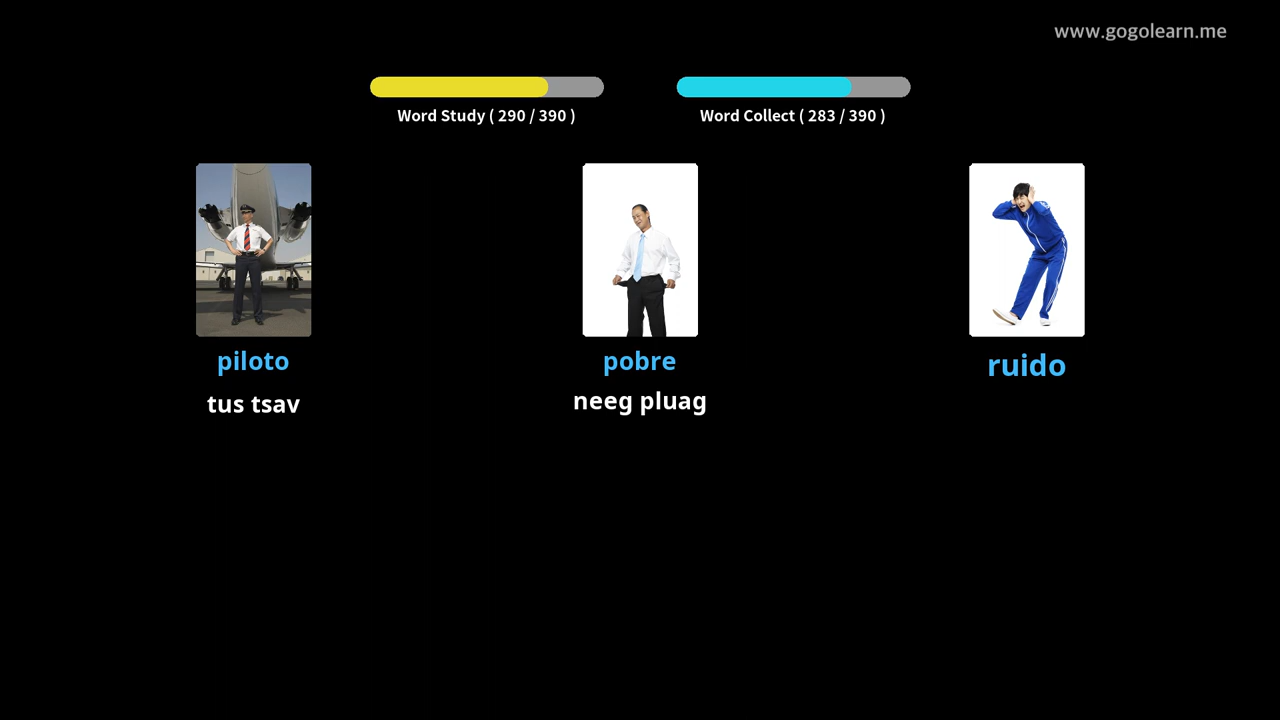 www.gogolearn.me
Word Study ( 290 / 390 )
Word Collect ( 283 / 390 )
piloto
tus tsav
pobre
neeg pluag
ruido